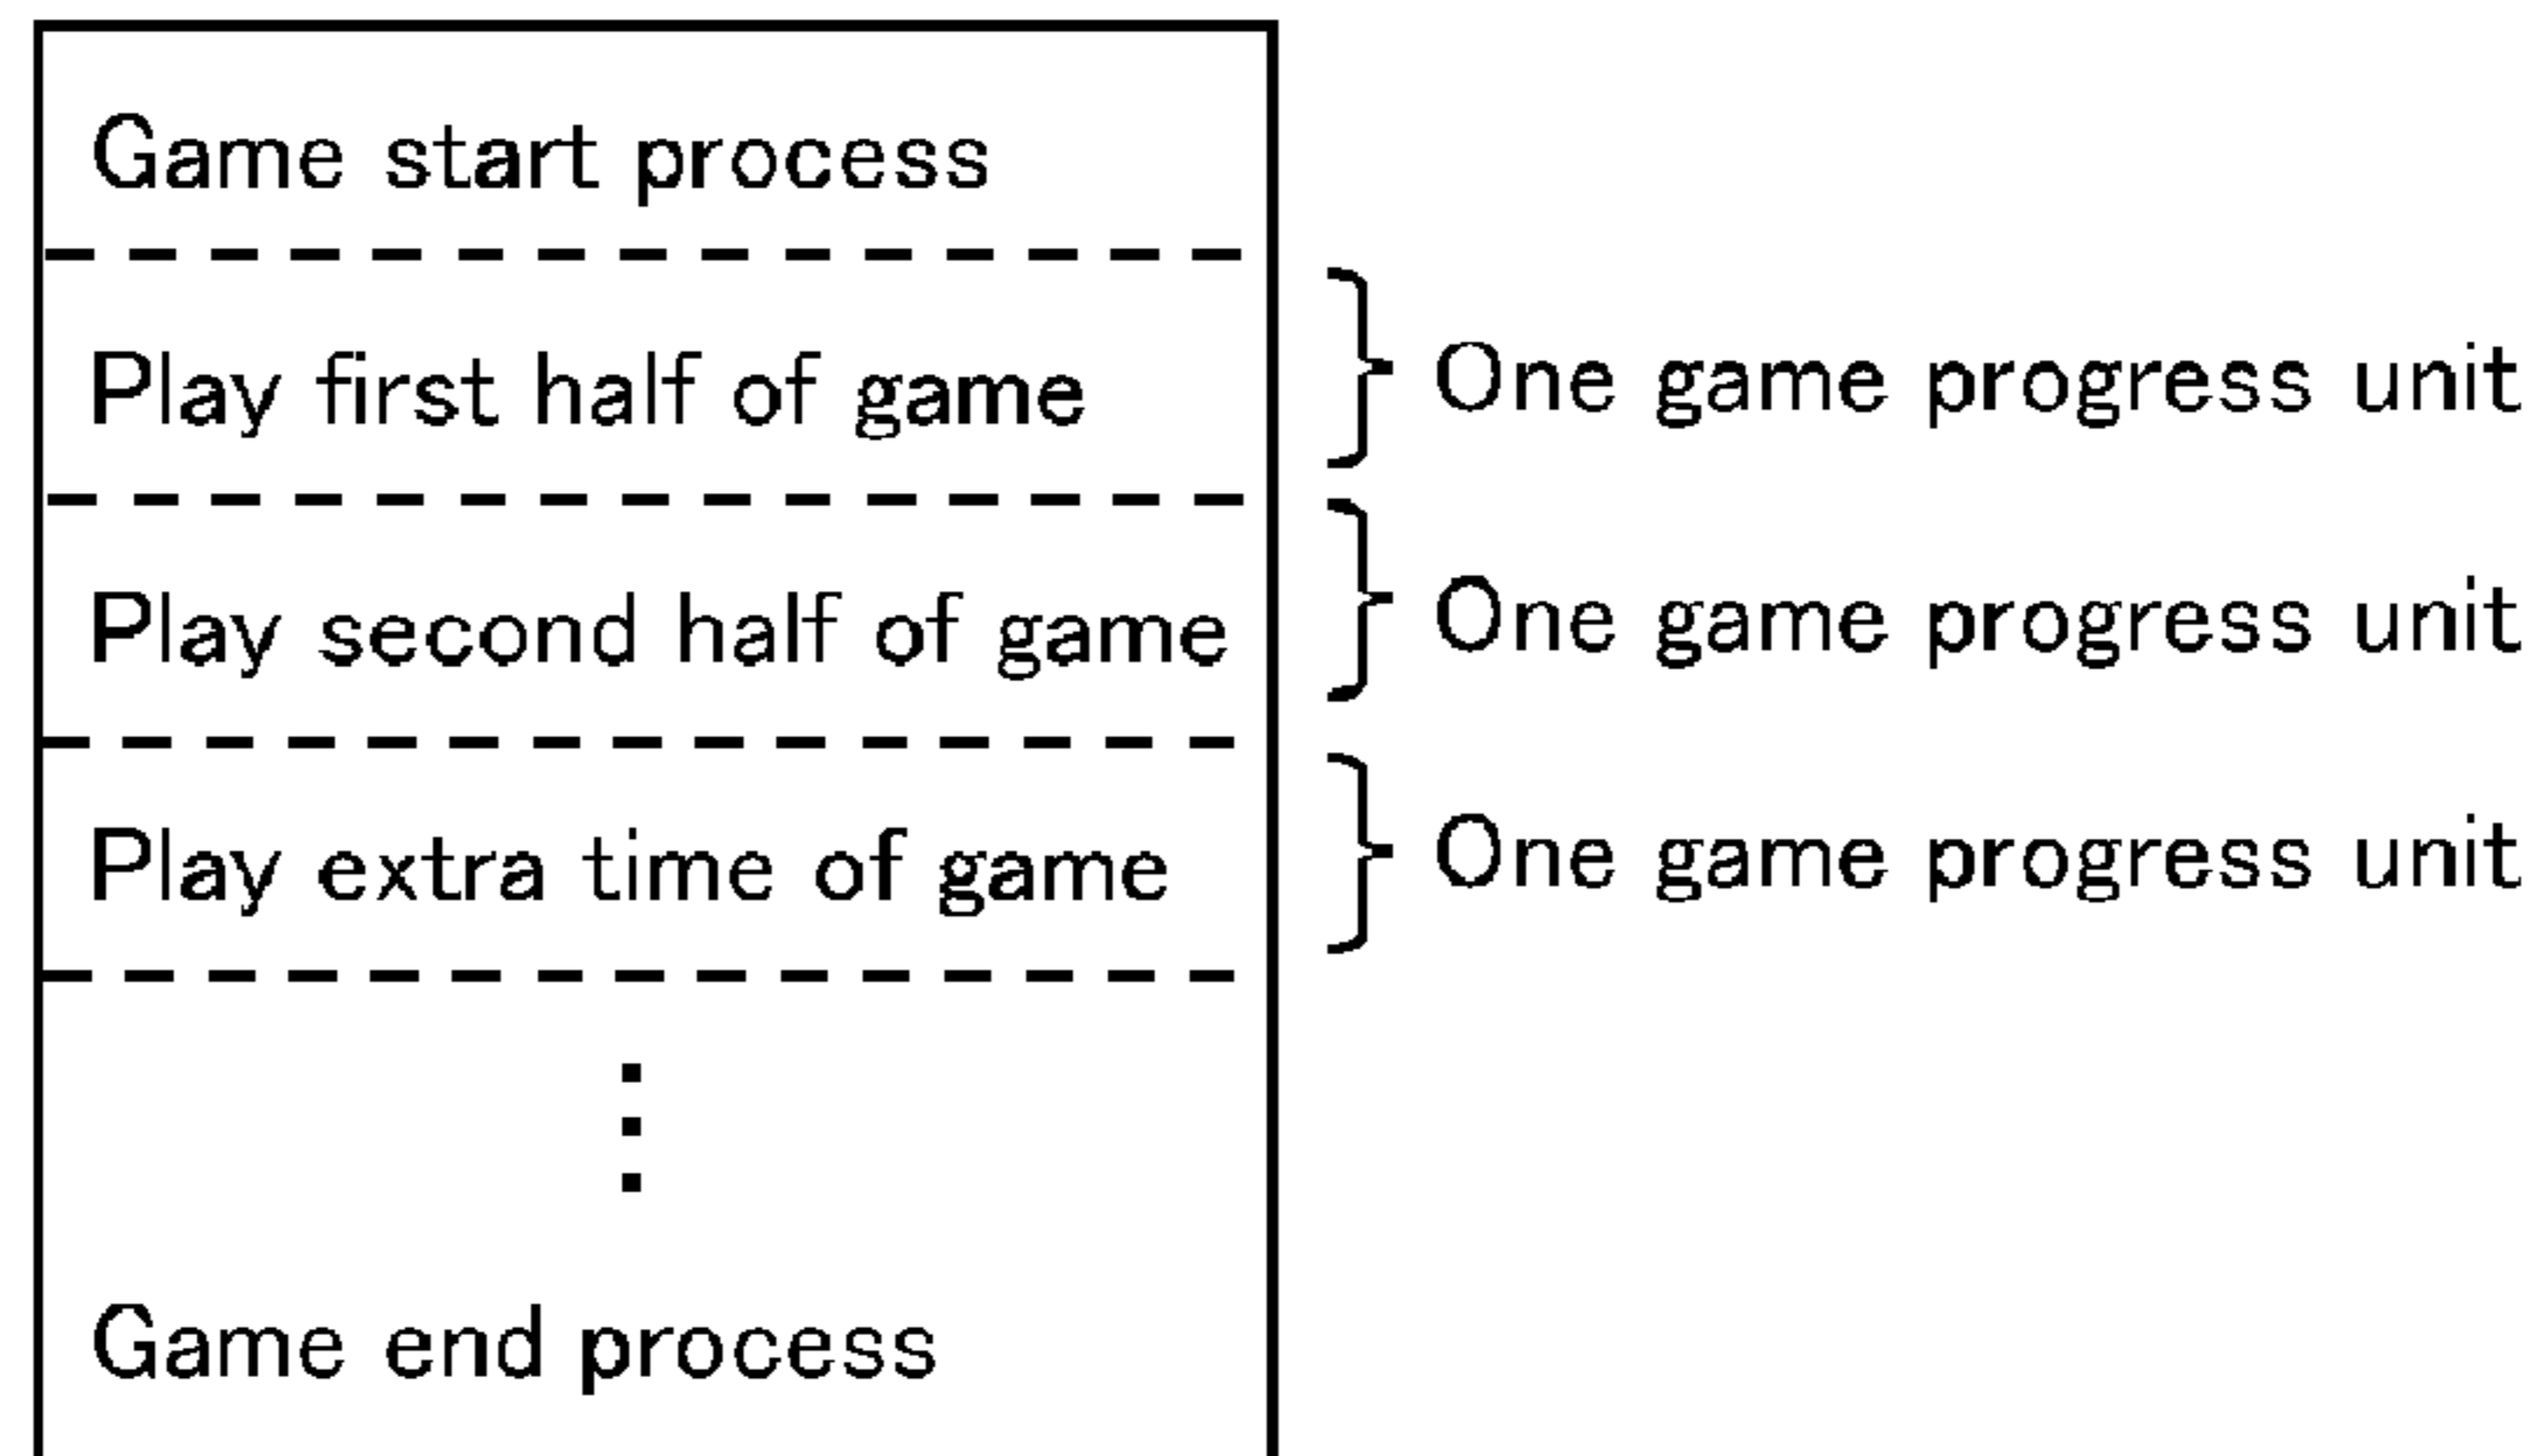 Game start process
Play first half of game
One game progress unit
Play second half of game
One game progress unit
Play extra time of game
One game progress unit
Game end process